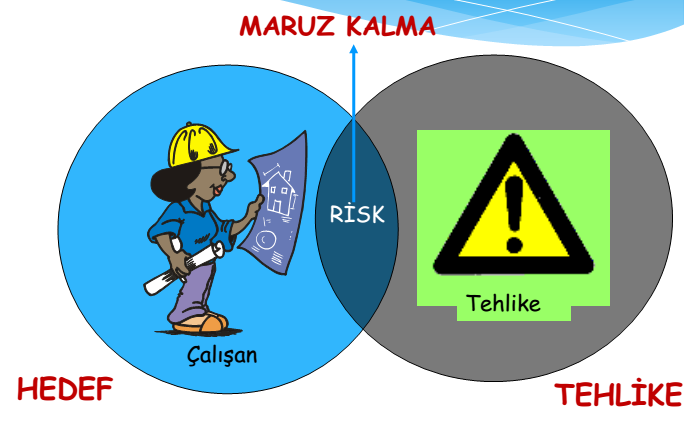 MARUZ KALMA
RİSK
Tehlike
Çalışan
HEDEF
TEHLİKE